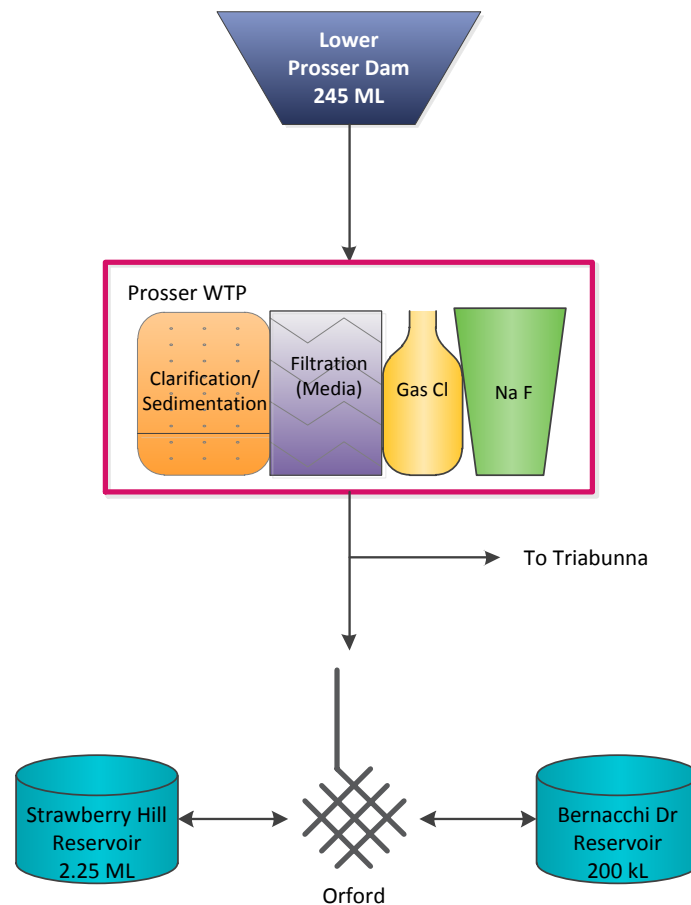 Lower
Prosser Dam
245 ML
Prosser WTP
Clarification/
Sedimentation
Filtration
(Media)
Gas Cl
Na F
To Triabunna
Strawberry Hill
Reservoir
2.25 ML
Bernacchi Dr
Reservoir
200 kL
Orford